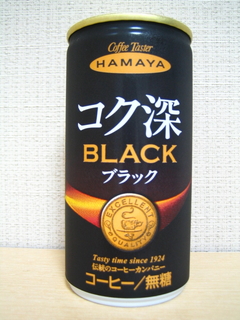 Coffee Taster
HAMAYA
コク深
BLACK
ブラック
EXCELLENT
QUALITY
Tasty time since 1924
伝統のコーヒーカンパニー
コーヒー/無糖